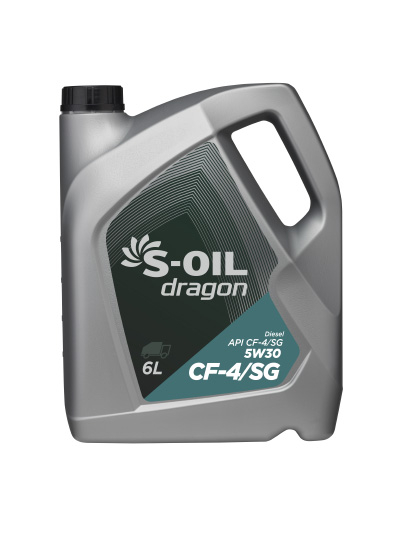 S-OIL
dragon
Diesel
API CF-4/SG
5W30
6L
CF-4/SG